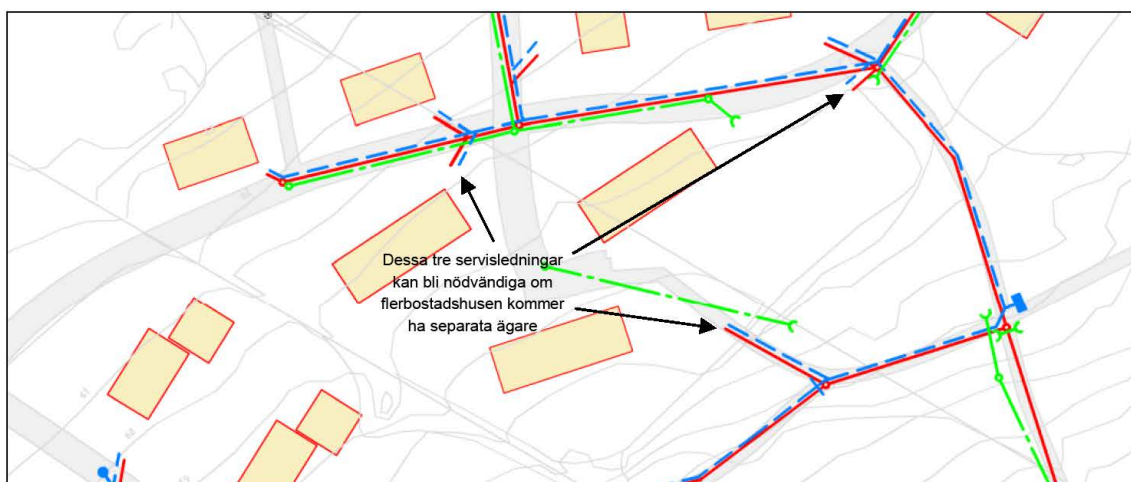 Dessa tre servisledningar
kan bli nödvändiga om
flerbostadshusen kommer
ha separata ägare